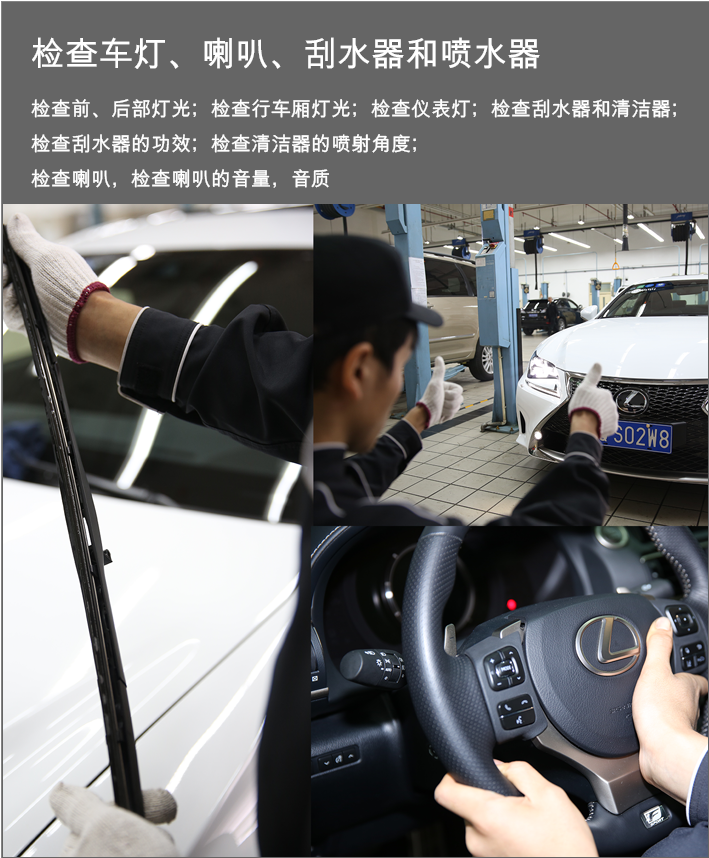 检查车灯、喇叭、刮水器和喷水器
检查前、后部灯光；检查行车厢灯光；检查仪表灯；检查刮水器和清洁器；
检查刮水器的功效；检查清洁器的喷射角度；
检查喇叭，检查喇叭的音量，音质
S02W8